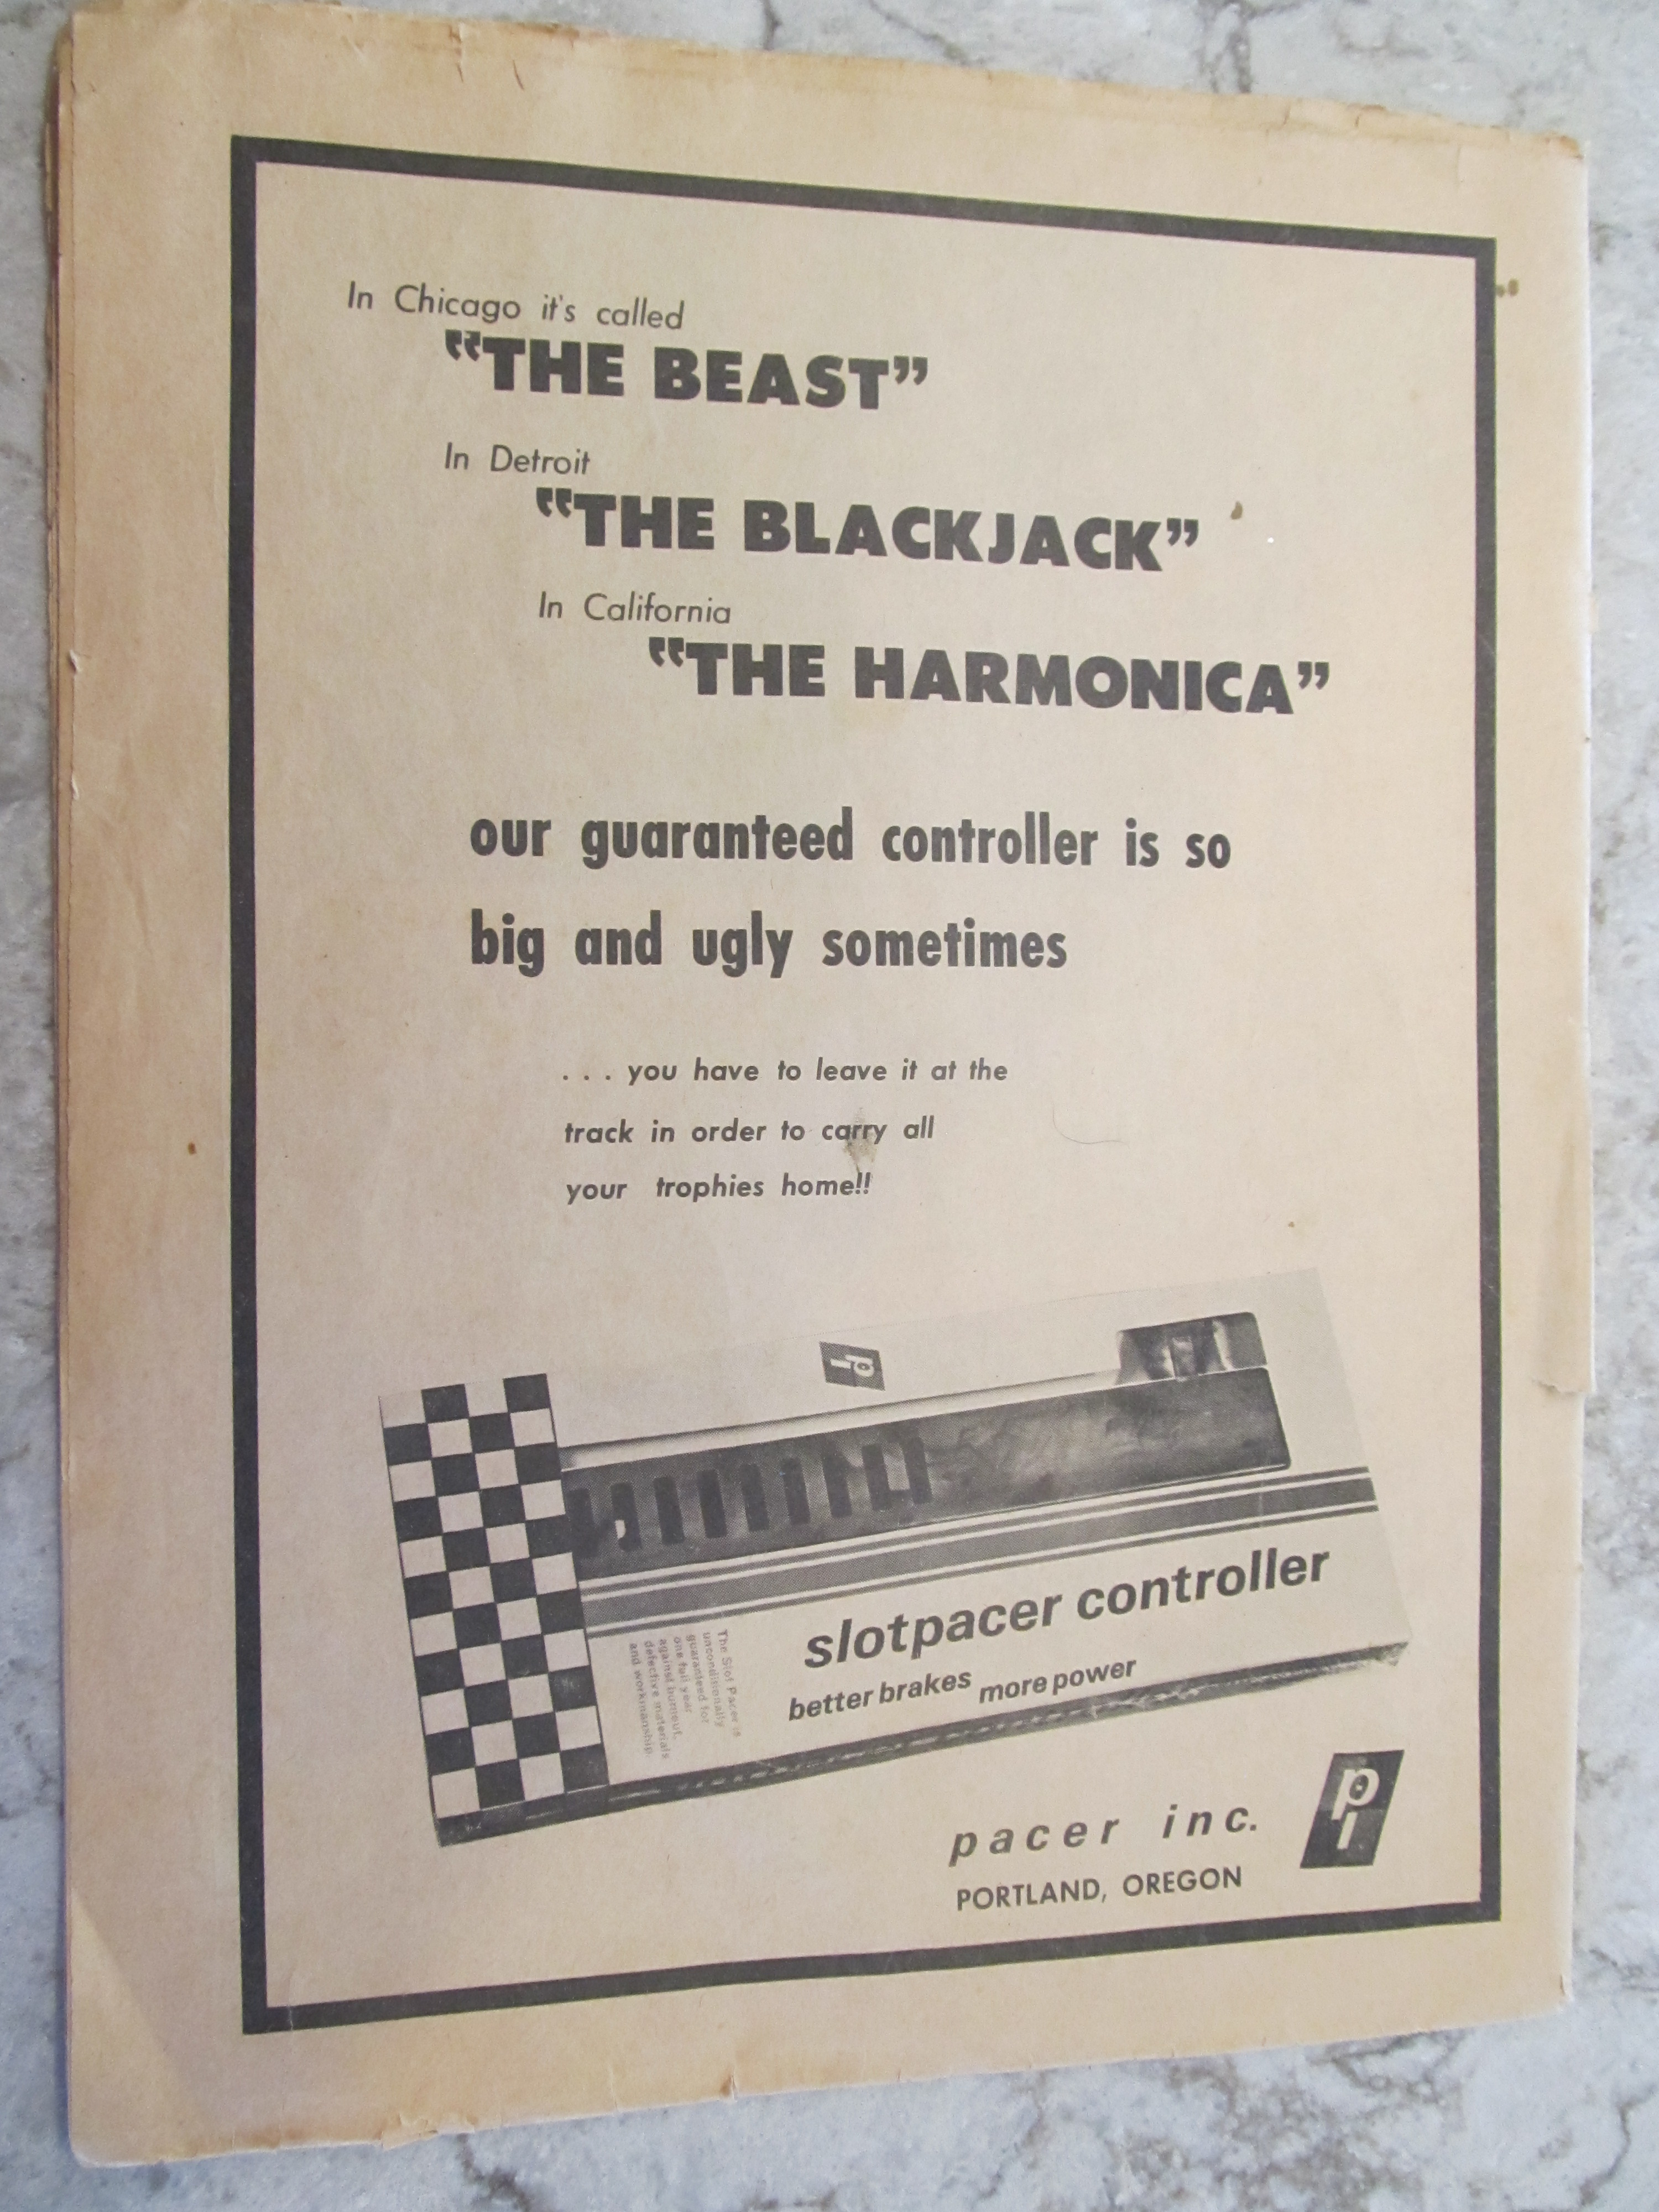 In Chicago it's called
"THE BEAST"
In Detroit
"THE BLACKJACK"
In California
"THE HARMONICA"
our guaranteed controller is so
big and ugly sometimes
. . . you have to leave it at the
track in order to carry all
your trophies home!!
pi
slotpacer controller
better brakes more power
The Slot Pacer is
unconditionally
guaranteed for
one full year
against burnout,
defective materials
and workmanship.
pacer inc.
PORTLAND, OREGON
pi